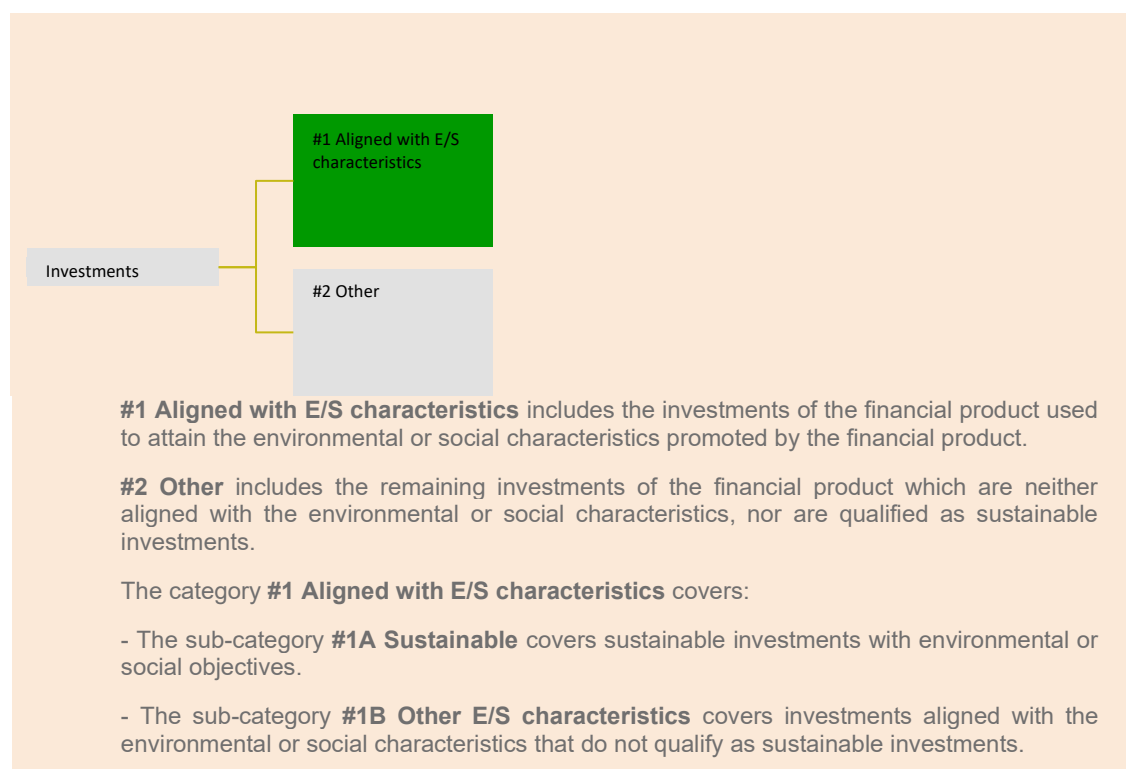 #1 Aligned with E/S
characteristics
Investments
#2 Other
#1 Aligned with E/S characteristics includes the investments of the financial product used
to attain the environmental or social characteristics promoted by the financial product.
#2 Other includes the remaining investments of the financial product which are neither
aligned with the environmental or social characteristics, nor are qualified as sustainable
investments.
The category #1 Aligned with E/S characteristics covers:
- The sub-category #1A Sustainable covers sustainable investments with environmental or
social objectives.
- The sub-category #1B Other E/S characteristics covers investments aligned with the
environmental or social characteristics that do not qualify as sustainable investments.